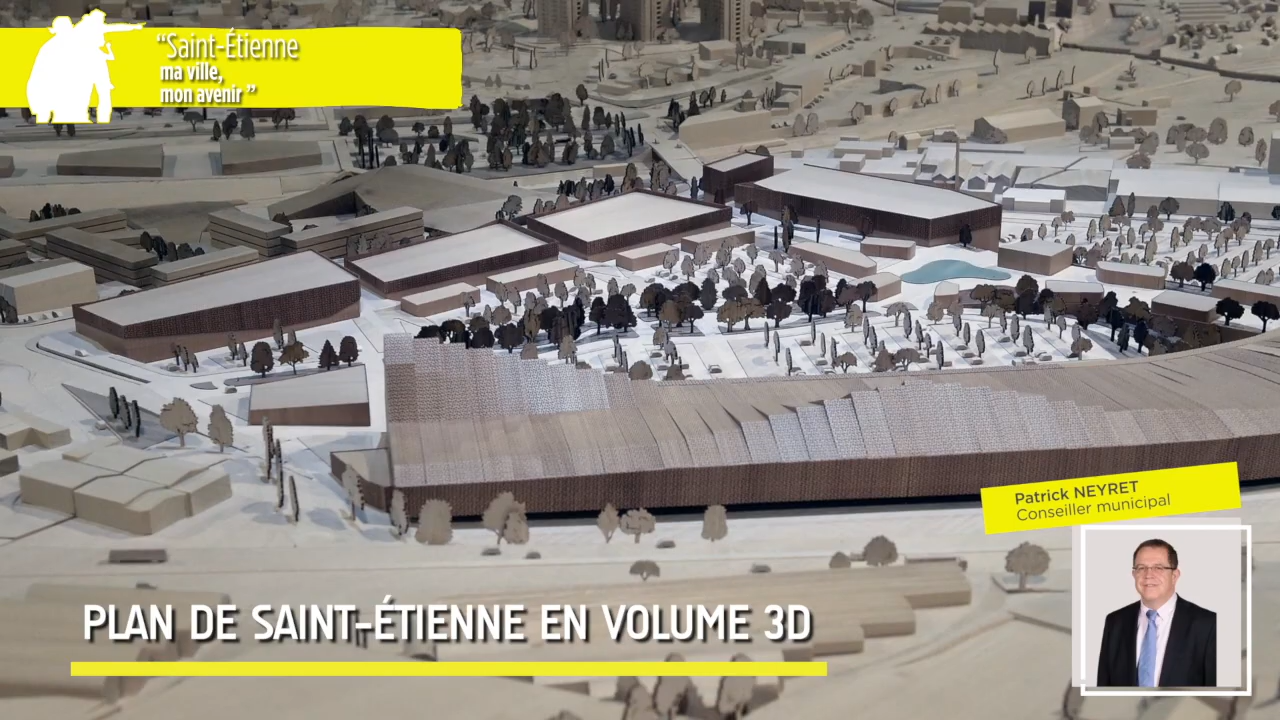 “Saint-Étienne
ma ville,
mon avenir ”
Patrick NEYRET
Conseiller municipal
PLAN DE SAINT-ÉTIENNE EN VOLUME 3D